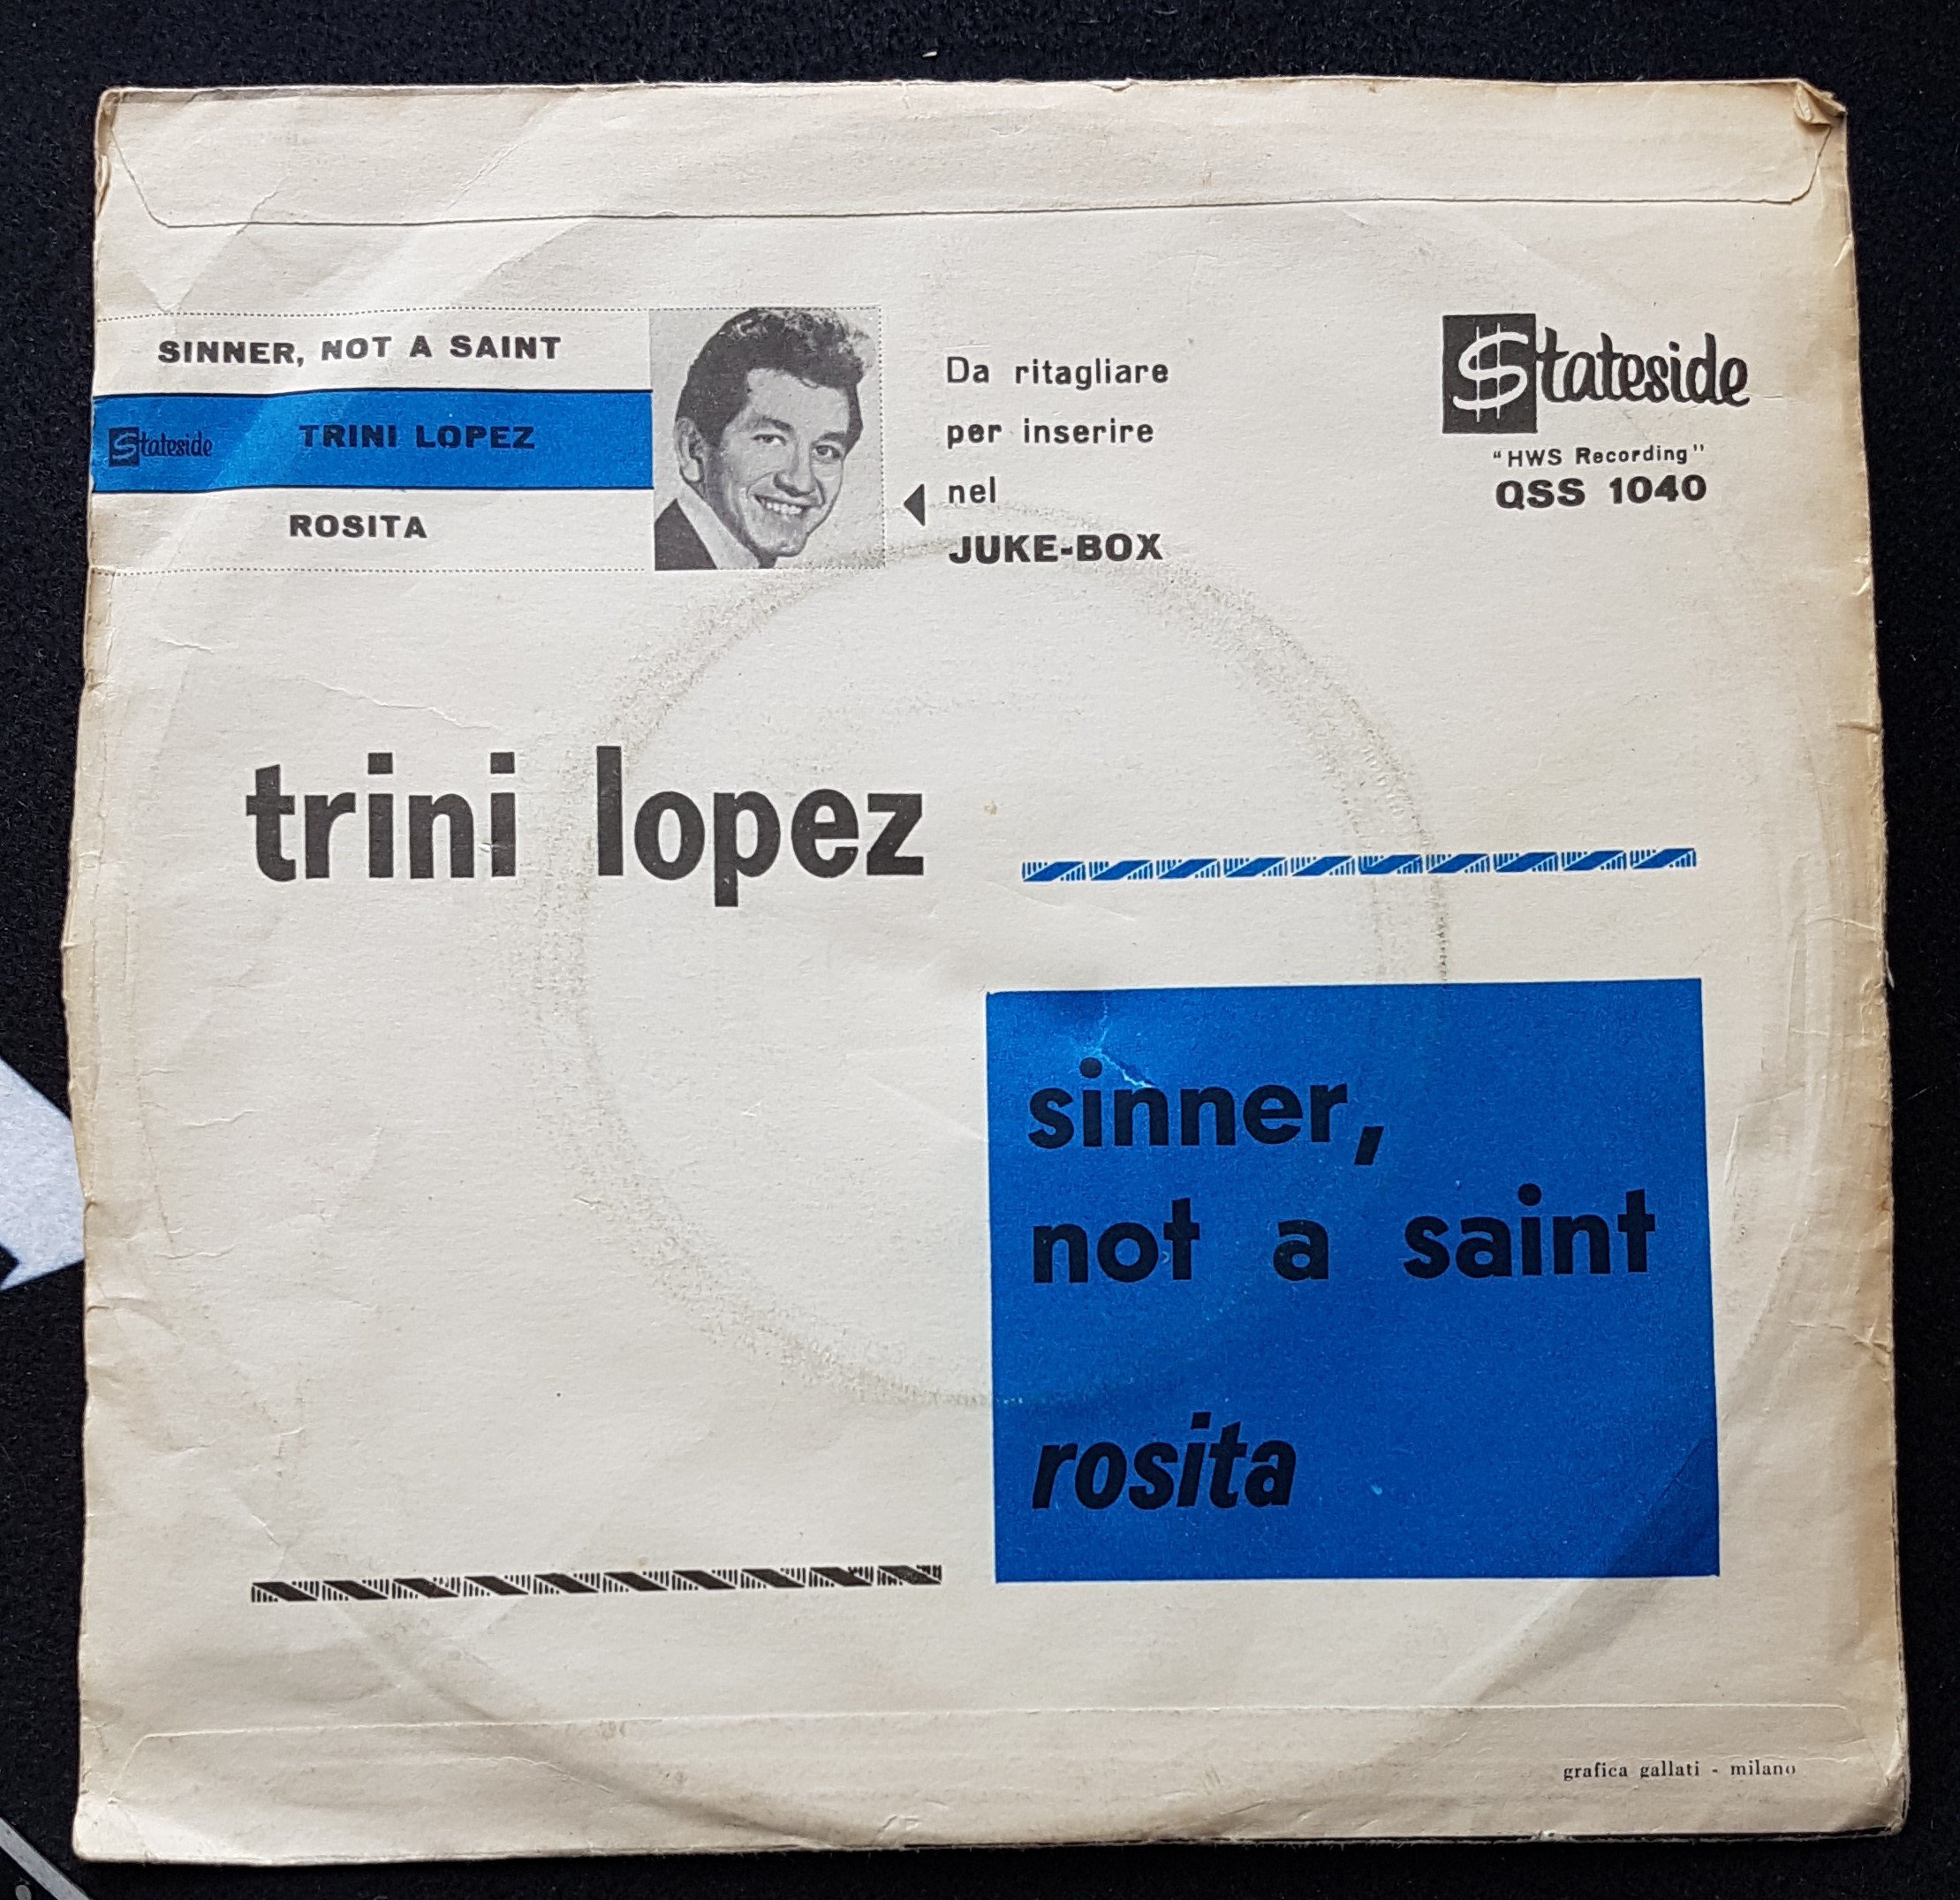 SINNER, NOT A SAINT
Stateside TRINI LOPEZ
ROSITA
Da ritagliare
per inserire
nel
JUKE-BOX
Stateside
"HWS Recording"
QSS 1040
trini lopez
sinner,
not a saint
rosita
grafica gallati - milano